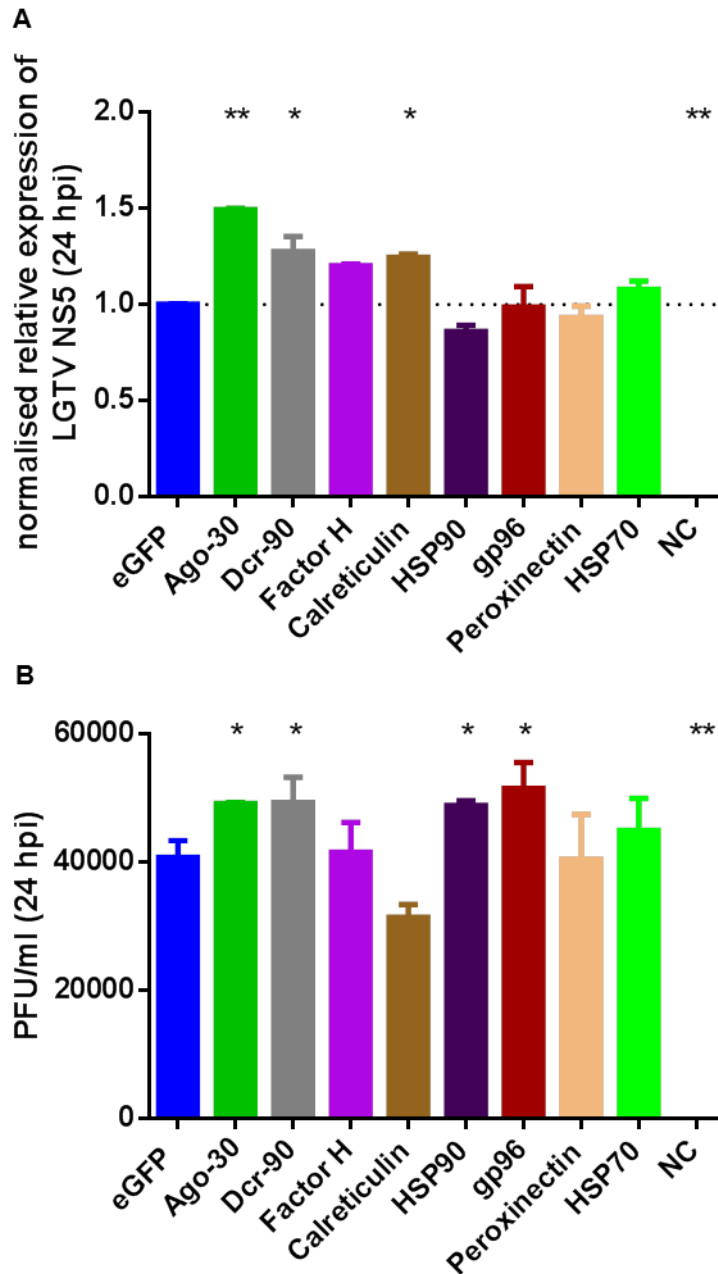 A
normalised relative expression of
LGTV NS5 (24 hpi)
2.0
1.5
1.0
0.5
0.0
** * * **
eGFP
Ago-30
Dcr-90
Factor H
Calreticulin
HSP90
gp96
Peroxinectin
HSP70
NC
B
PFU/ml (24 hpi)
60000
40000
20000
0
* * * * **
eGFP
Ago-30
Dcr-90
Factor H
Calreticulin
HSP90
gp96
Peroxinectin
HSP70
NC